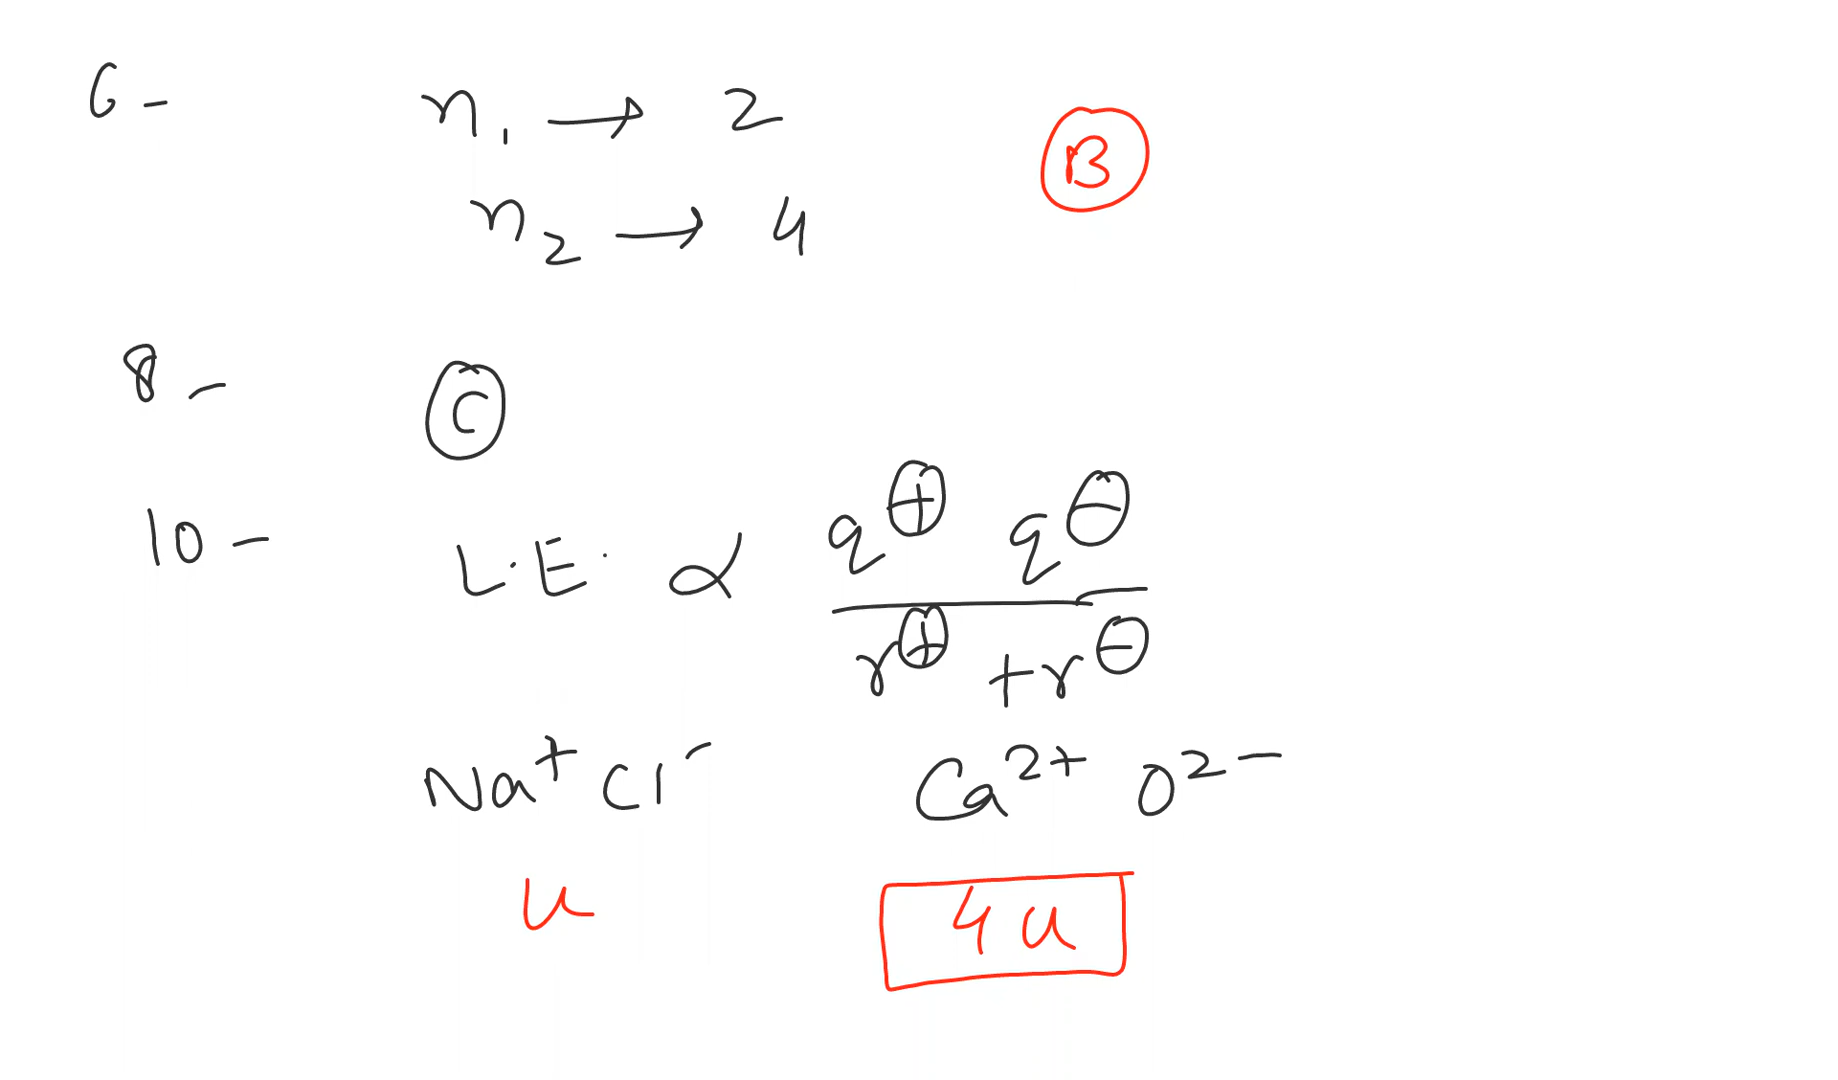 6- n₁ → 2
B
n₂ → 4
8- C
10- L.E. ∝ q⊕ q⊖ / r⊕ + r⊖
Na⁺ Cl⁻ Ca²⁺ O²⁻
u 4u